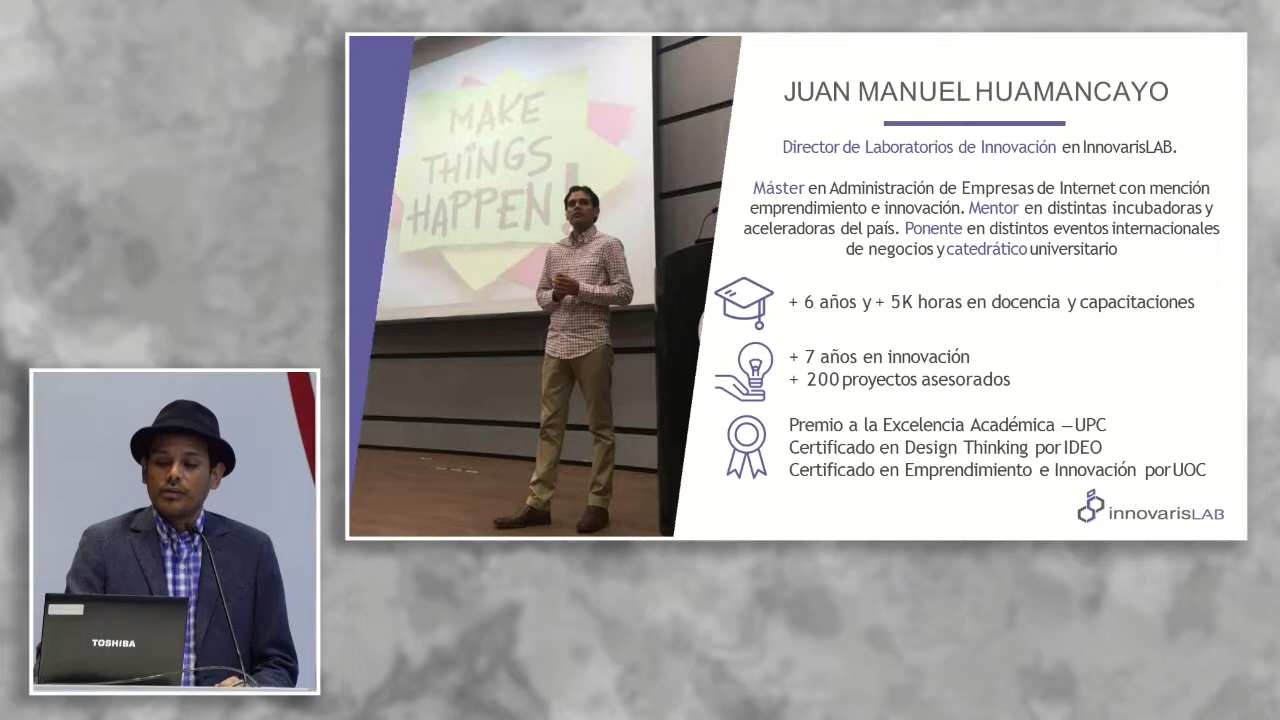 MAKE
THINGS
HAPPEN!
JUAN MANUEL HUAMANCAYO
Director de Laboratorios de Innovación en InnovarisLAB.
Máster en Administración de Empresas de Internet con mención
emprendimiento e innovación. Mentor en distintas incubadoras y
aceleradoras del país. Ponente en distintos eventos internacionales
de negocios y catedrático universitario
+ 6 años y + 5K horas en docencia y capacitaciones
+ 7 años en innovación
+ 200 proyectos asesorados
Premio a la Excelencia Académica – UPC
Certificado en Design Thinking por IDEO
Certificado en Emprendimiento e Innovación por UOC
innovarisLAB
TOSHIBA